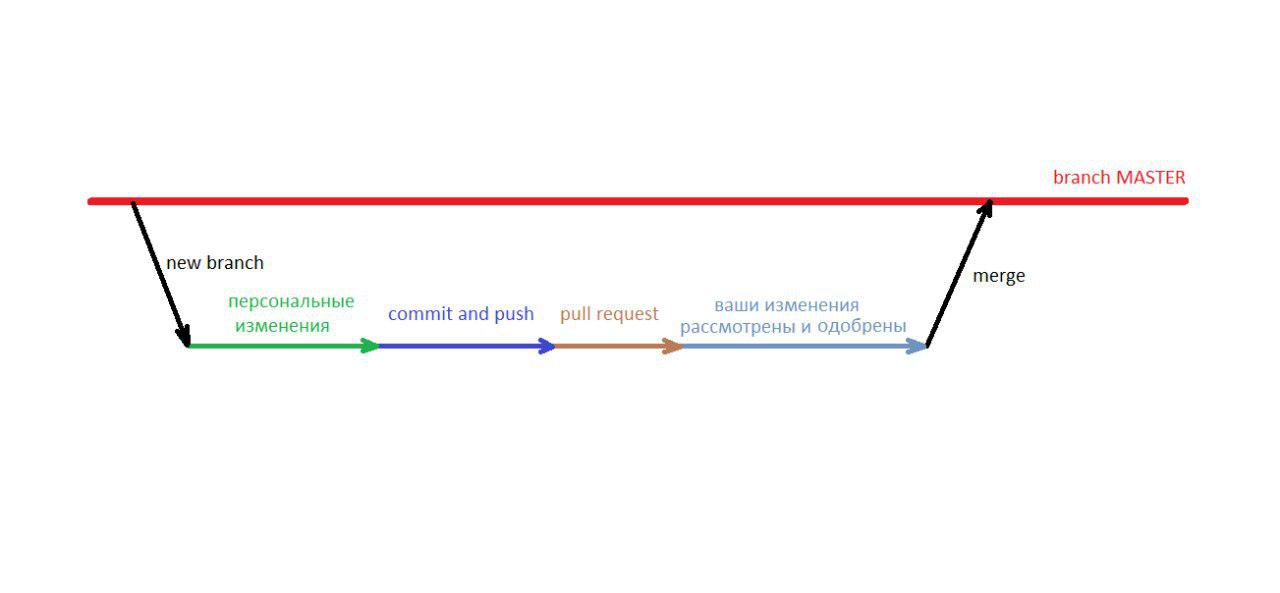 branch MASTER
new branch
персональные
изменения
commit and push
pull request
ваши изменения
рассмотрены и одобрены
merge